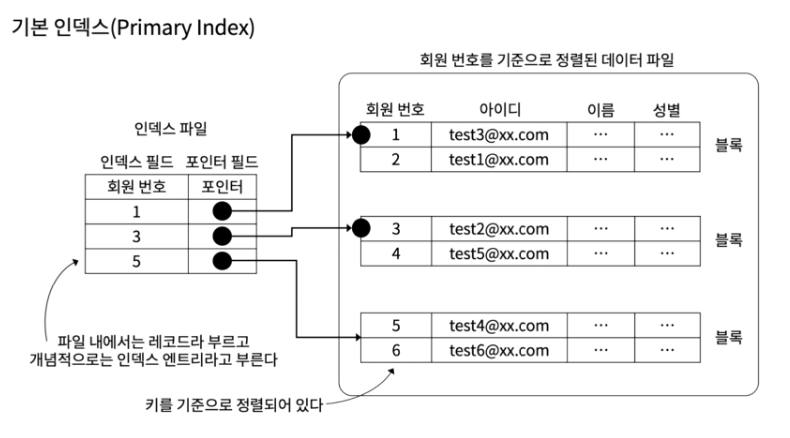 기본 인덱스(Primary Index)
회원 번호를 기준으로 정렬된 데이터 파일
회원 번호 아이디 이름 성별
1 test3@xx.com ... ...
2 test1@xx.com ... ...
블록
3 test2@xx.com ... ...
4 test5@xx.com ... ...
블록
5 test4@xx.com ... ...
6 test6@xx.com ... ...
블록
인덱스 파일
인덱스 필드 포인터 필드
회원 번호 포인터
1
3
5
파일 내에서는 레코드라 부르고
개념적으로는 인덱스 엔트리라고 부른다
키를 기준으로 정렬되어 있다